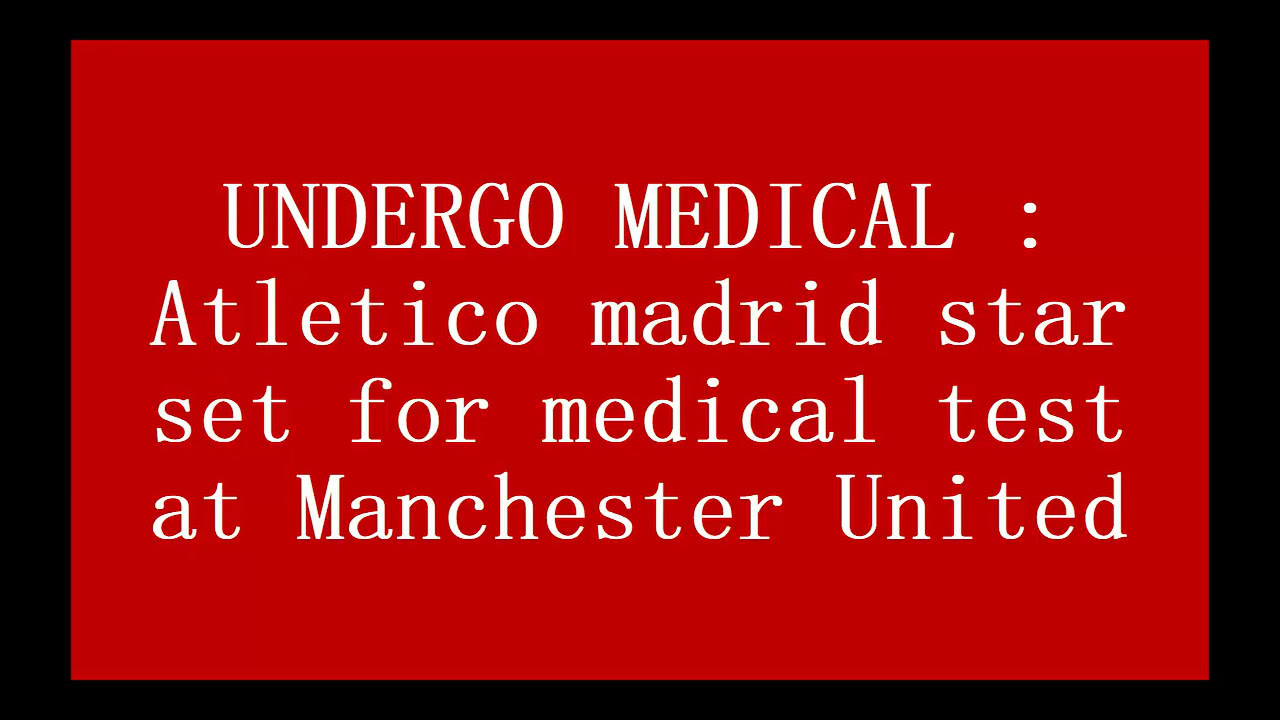 UNDERGO MEDICAL :
Atletico madrid star
set for medical test
at Manchester United